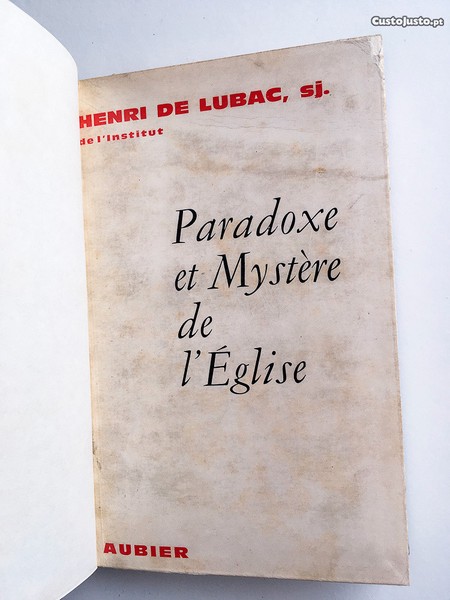 CustoJusto.pt
HENRI DE LUBAC, sj.
de l'Institut
Paradoxe
et Mystère
de
l'Église
AUBIER